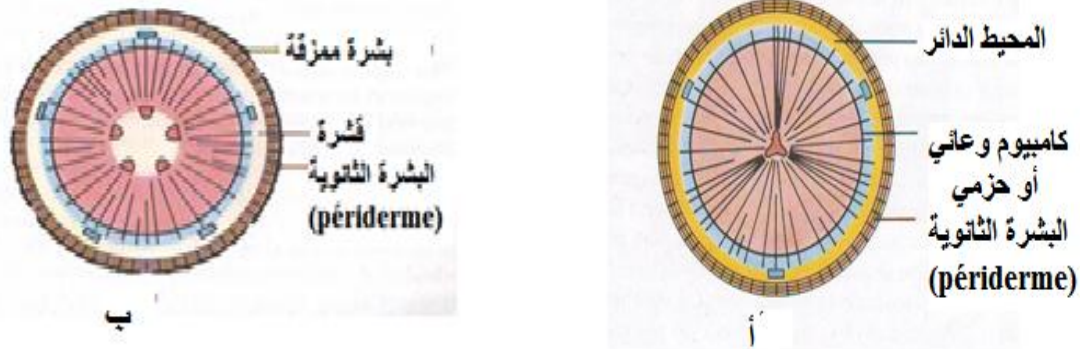 المحيط الدائر
كامبيوم وعائي
أو حزمي
البشرة الثانوية
(périderme)
أ
بشرة ممزقة
قشرة
البشرة الثانوية
(périderme)
ب